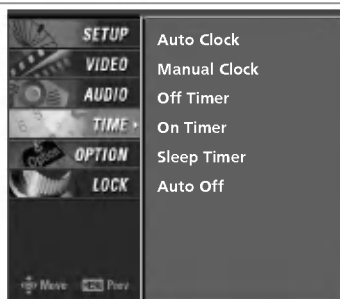 SETUP
VIDEO
AUDIO
TIME
OPTION
LOCK
Move MENU Prev
Auto Clock
Manual Clock
Off Timer
On Timer
Sleep Timer
Auto Off